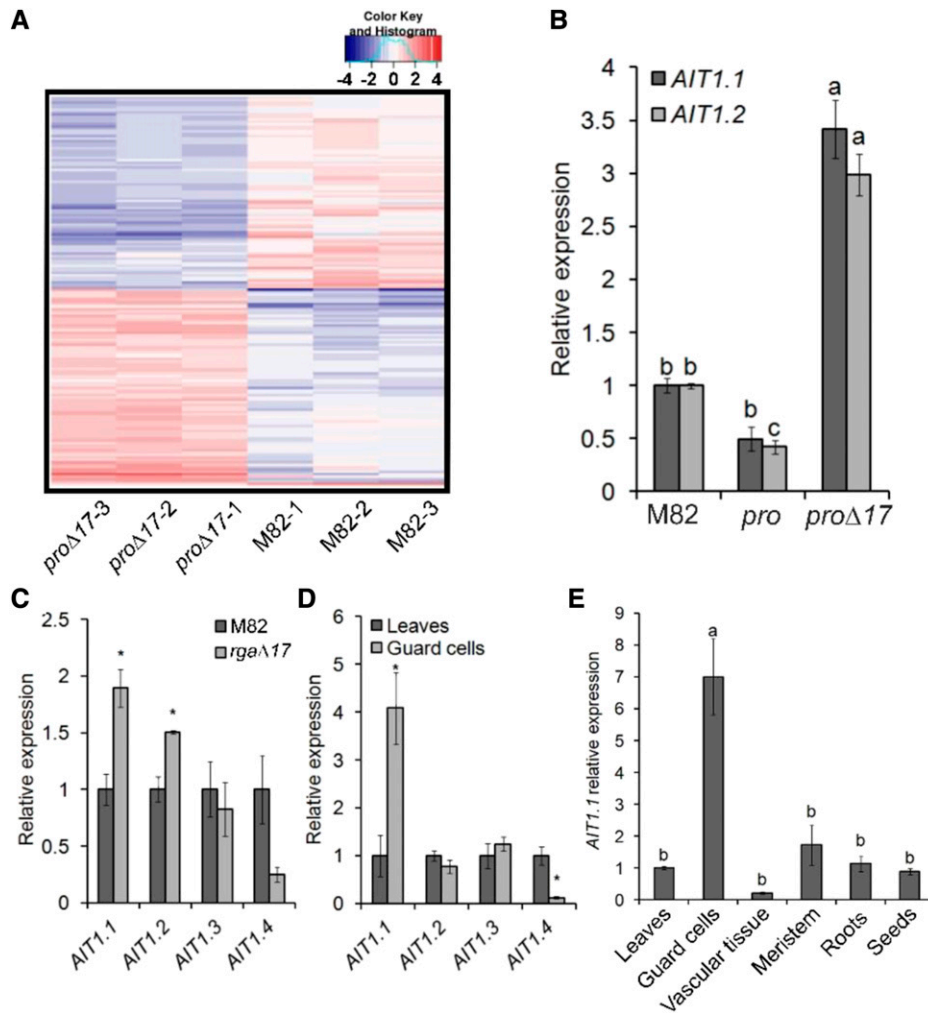 A
Color Key
and Histogram
-4 -2 0 2 4
proΔ17-3
proΔ17-2
proΔ17-1
M82-1
M82-2
M82-3
B
Relative expression
4
3.5
3
2.5
2
1.5
1
0.5
0
AIT1.1
AIT1.2
b b
b c
a a
M82 pro proΔ17
C
Relative expression
2.5
2
1.5
1
0.5
0
M82
rgaΔ17
*
*
AIT1.1
AIT1.2
AIT1.3
AIT1.4
D
Relative expression
6
5
4
3
2
1
0
Leaves
Guard cells
*
*
AIT1.1
AIT1.2
AIT1.3
AIT1.4
E
AIT1.1 relative expression
9
8
7
6
5
4
3
2
1
0
b
a
b
b
b
b
Leaves
Guard cells
Vascular tissue
Meristem
Roots
Seeds